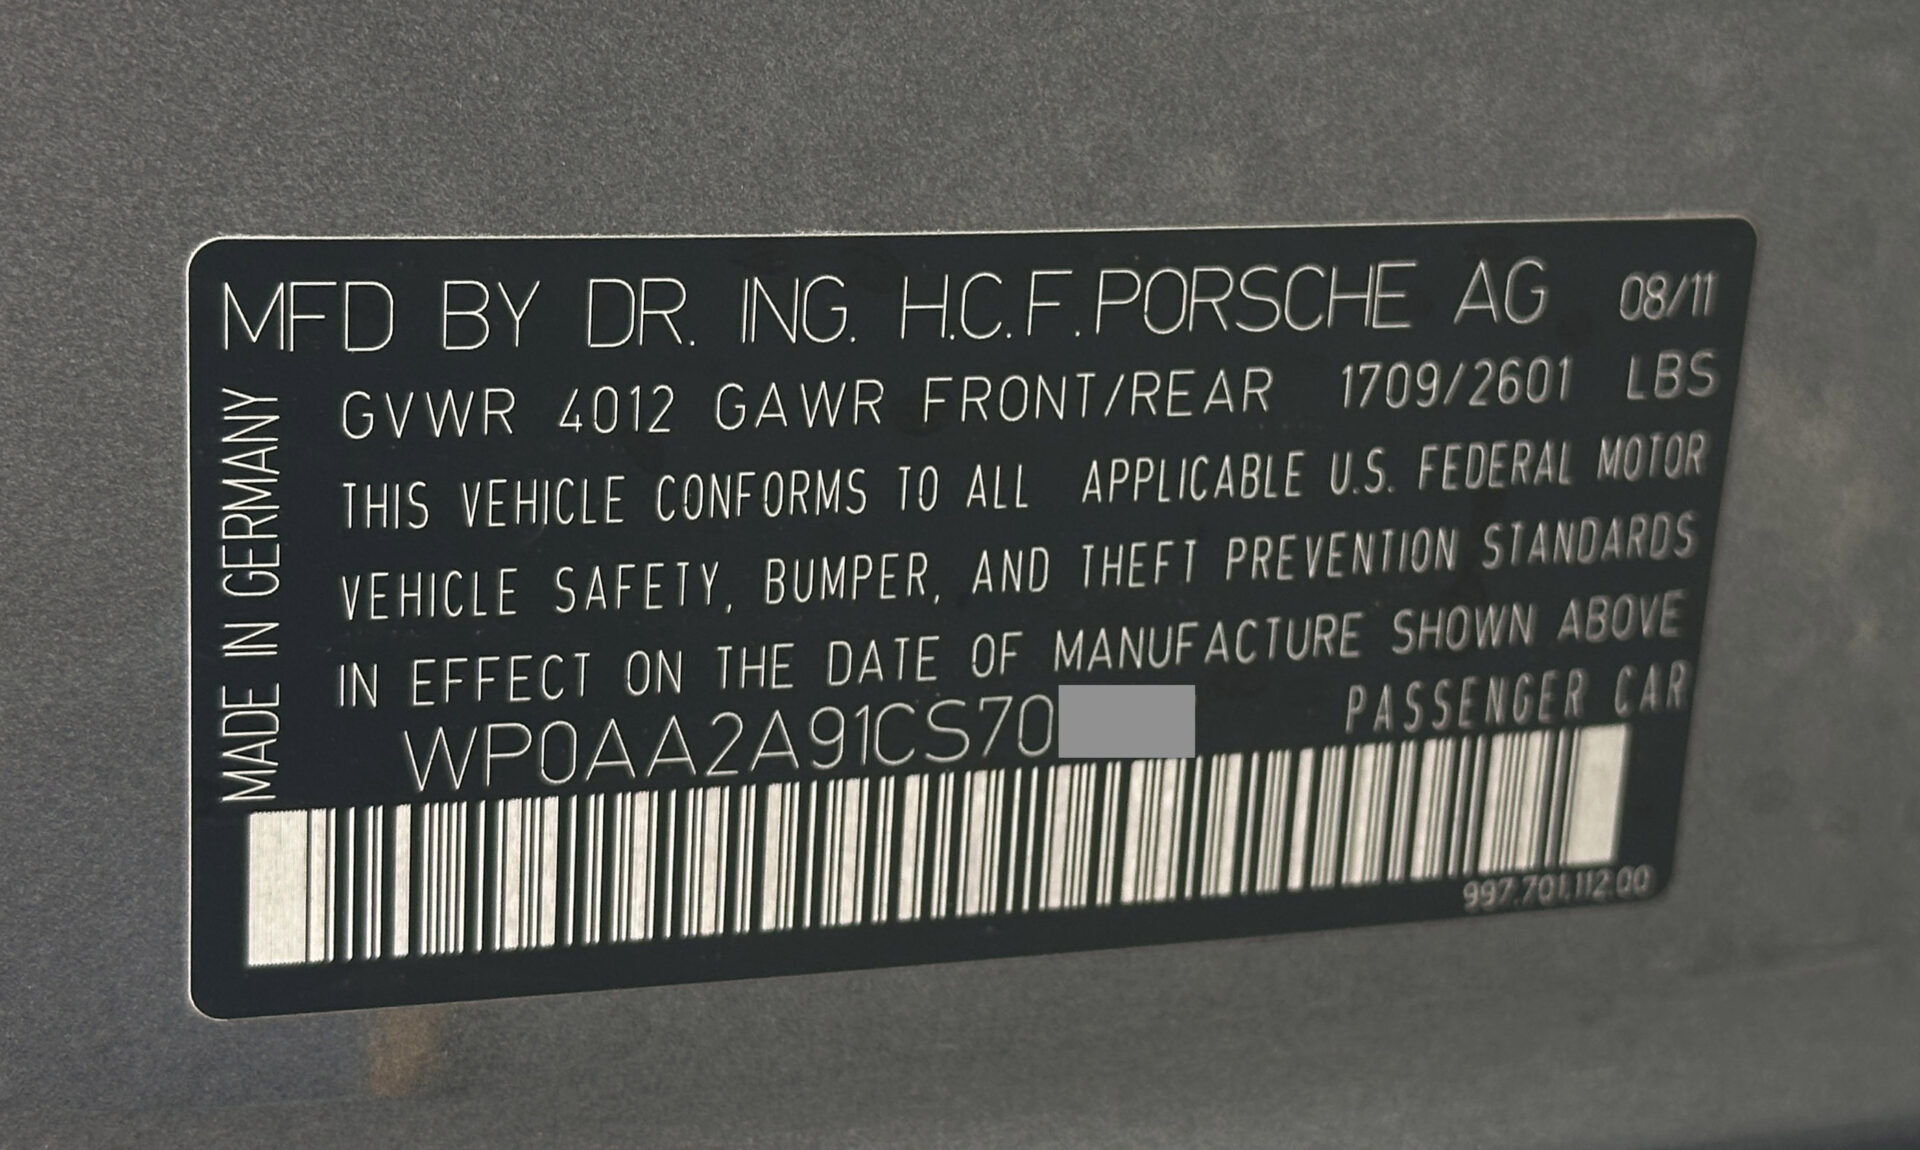 MFD BY DR. ING. H.C.F.PORSCHE AG 08/11
GVWR 4012 GAWR FRONT/REAR 1709/2601 LBS
THIS VEHICLE CONFORMS TO ALL APPLICABLE U.S. FEDERAL MOTOR
VEHICLE SAFETY, BUMPER, AND THEFT PREVENTION STANDARDS
IN EFFECT ON THE DATE OF MANUFACTURE SHOWN ABOVE
WP0AA2A91CS70
PASSENGER CAR
MADE IN GERMANY
997.701.112.00